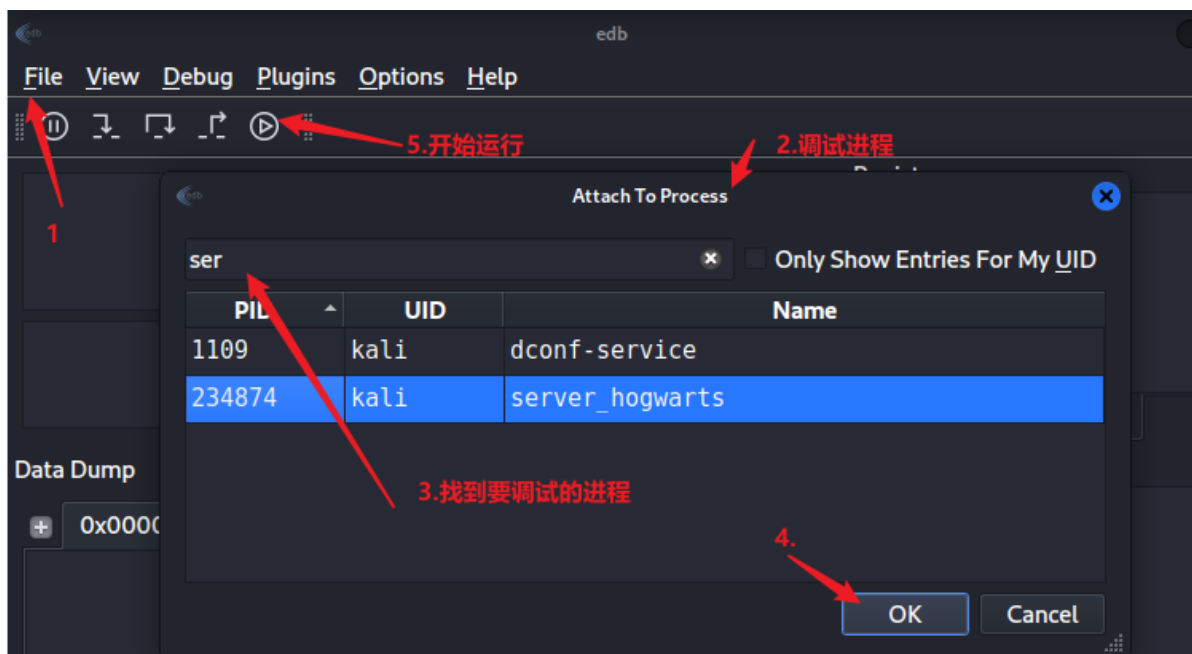 edb
edb
File View Debug Plugins Options Help
5.开始运行
2.调试进程
1
edb
Attach To Process
ser
Only Show Entries For My UID
PID UID Name
1109 kali dconf-service
234874 kali server_hogwarts
Data Dump
3.找到要调试的进程
0x0000
4.
OK Cancel